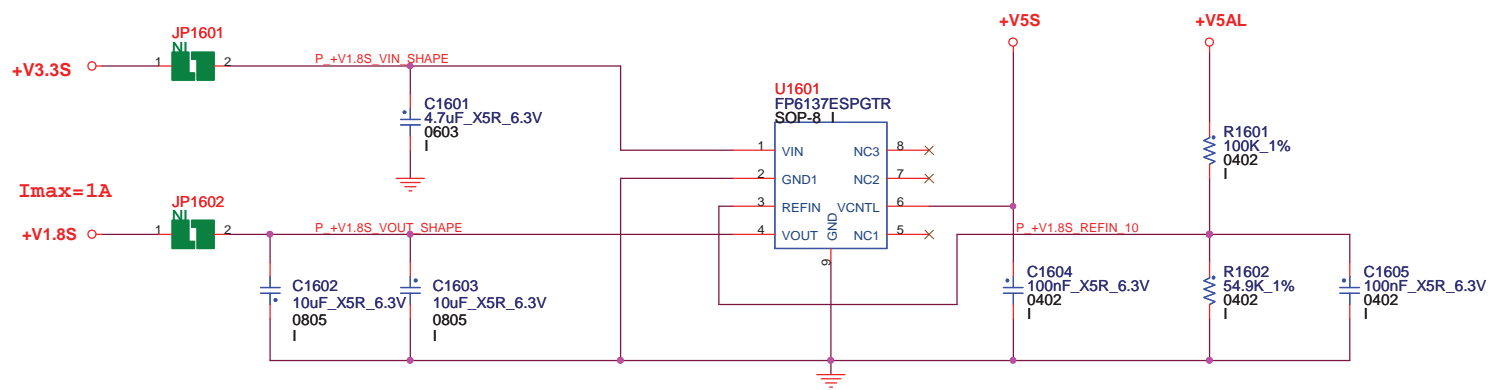 +V5S
+V5AL
JP1601
NI
+V3.3S
1
2
P_+V1.8S_VIN_SHAPE
C1601
4.7uF_X5R_6.3V
0603
I
U1601
FP6137ESPGTR
SOP-8 I
1 VIN NC3 8
2 GND1 NC2 7
3 REFIN VCNTL 6
4 VOUT GND NC1 5
9
R1601
100K_1%
0402
I
Imax=1A
JP1602
NI
+V1.8S
1
2
P_+V1.8S_VOUT_SHAPE
P_+V1.8S_REFIN_10
C1602
10uF_X5R_6.3V
0805
I
C1603
10uF_X5R_6.3V
0805
I
C1604
100nF_X5R_6.3V
0402
I
R1602
54.9K_1%
0402
I
C1605
100nF_X5R_6.3V
0402
I